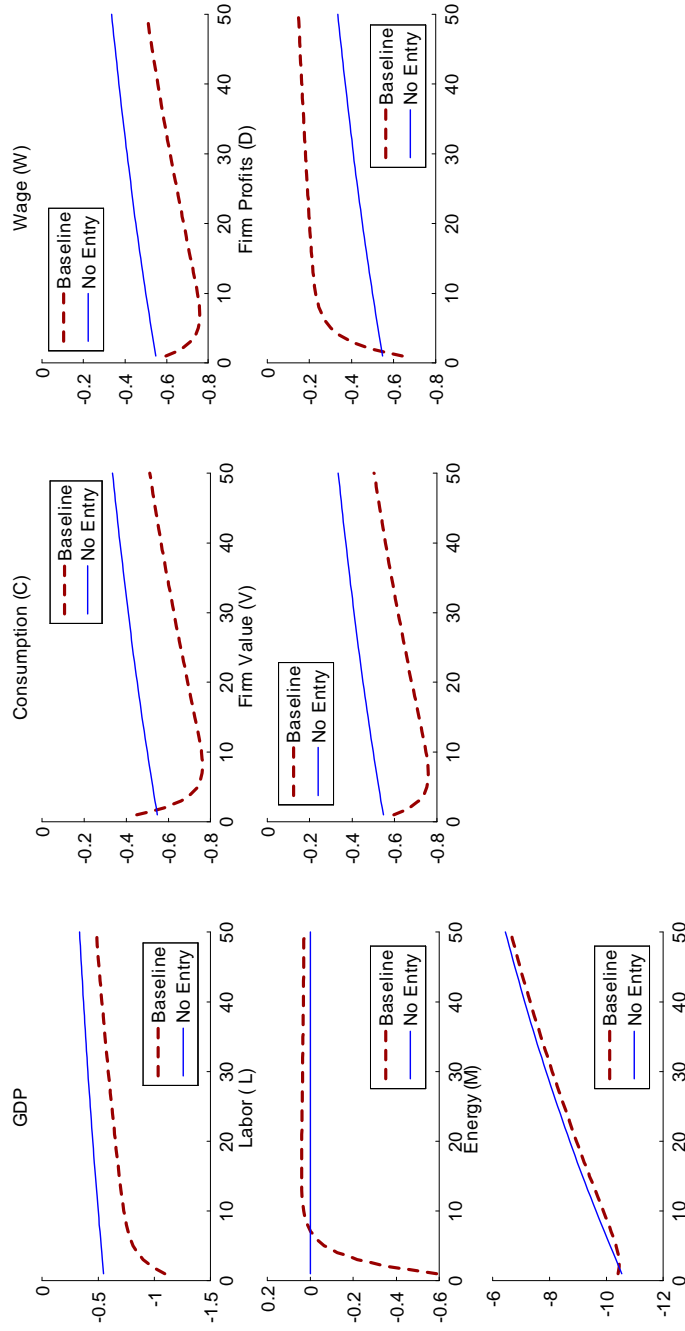 GDP
0
-0.5
-1
-1.5
0 10 20 30 40 50
Baseline
No Entry
Consumption (C)
0
-0.2
-0.4
-0.6
-0.8
0 10 20 30 40 50
Baseline
No Entry
Wage (W)
0
-0.2
-0.4
-0.6
-0.8
0 10 20 30 40 50
Baseline
No Entry
Labor ( L)
0.2
0
-0.2
-0.4
-0.6
0 10 20 30 40 50
Baseline
No Entry
Firm Value (V)
0
-0.2
-0.4
-0.6
-0.8
0 10 20 30 40 50
Baseline
No Entry
Firm Profits (D)
0
-0.2
-0.4
-0.6
-0.8
0 10 20 30 40 50
Baseline
No Entry
Energy (M)
-6
-8
-10
-12
0 10 20 30 40 50
Baseline
No Entry